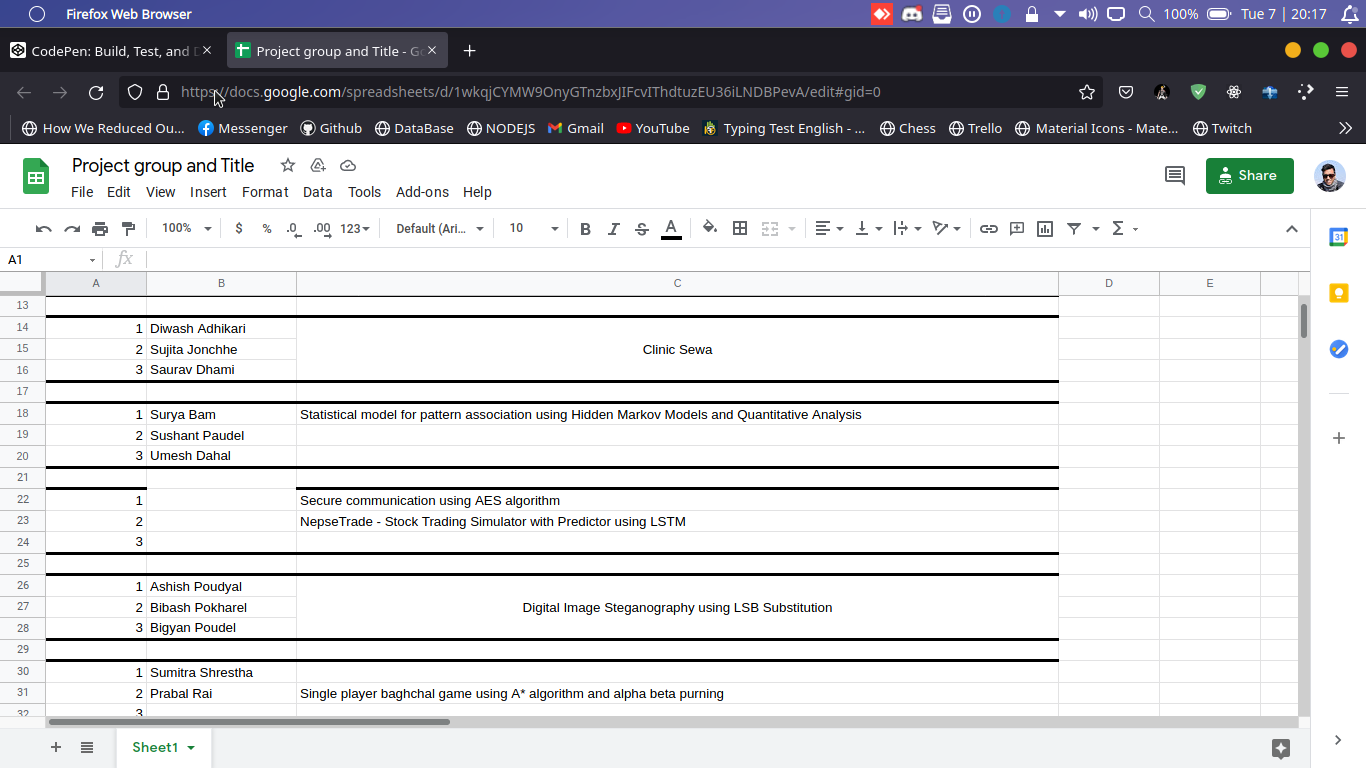 Firefox Web Browser
100%
Tue 7 | 20:17
CodePen: Build, Test, and D
Project group and Title - Go
https://docs.google.com/spreadsheets/d/1wkqjCYMW9OnyGTnzbxJIFcvIThdtuzEU36iLNDBPevA/edit#gid=0
How We Reduced Ou...
Messenger
Github
DataBase
NODEJS
Gmail
YouTube
Typing Test English - ...
Chess
Trello
Material Icons - Mate...
Twitch
Project group and Title
Share
File Edit View Insert Format Data Tools Add-ons Help
100% $ % .0 .00 123 Default (Ari... 10 B I S A
31
A1 fx
A B C D E
13
14 1 Diwash Adhikari
15 2 Sujita Jonchhe Clinic Sewa
16 3 Saurav Dhami
17
18 1 Surya Bam Statistical model for pattern association using Hidden Markov Models and Quantitative Analysis
19 2 Sushant Paudel
20 3 Umesh Dahal
21
22 1 Secure communication using AES algorithm
23 2 NepseTrade - Stock Trading Simulator with Predictor using LSTM
24 3
25
26 1 Ashish Poudyal
27 2 Bibash Pokharel Digital Image Steganography using LSB Substitution
28 3 Bigyan Poudel
29
30 1 Sumitra Shrestha
31 2 Prabal Rai Single player baghchal game using A* algorithm and alpha beta purning
32 3
Sheet1